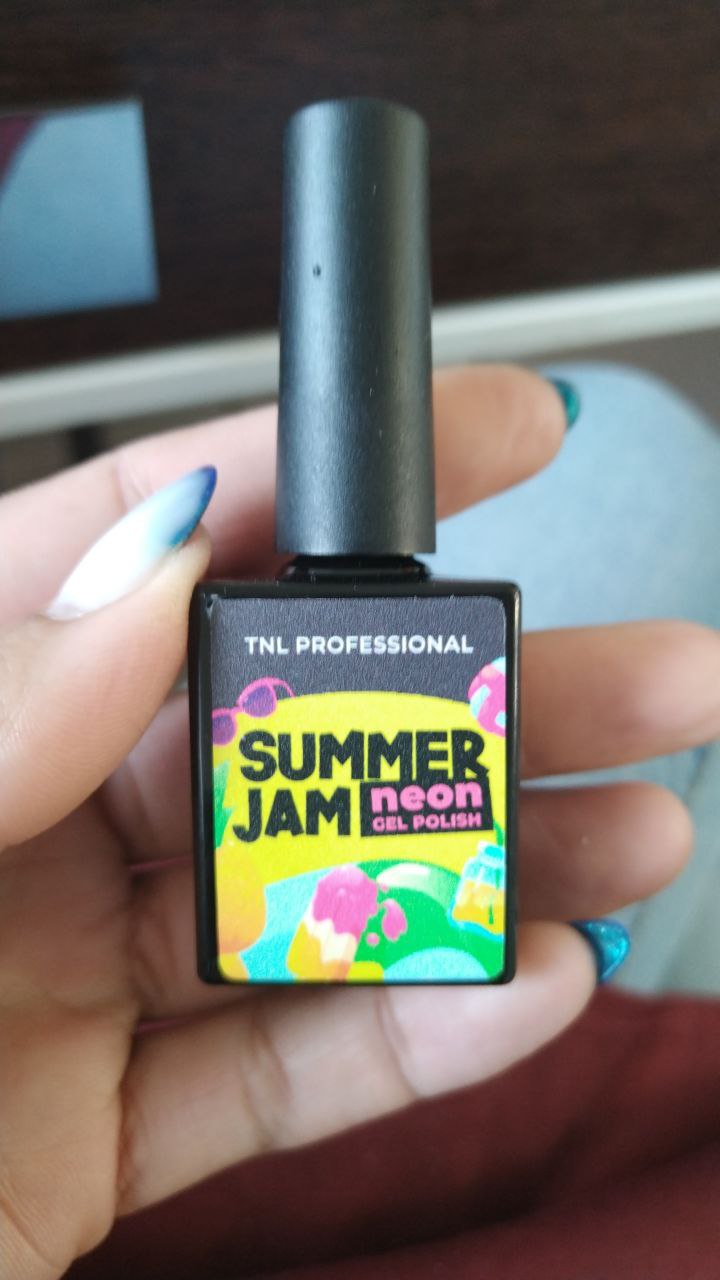 TNL PROFESSIONAL
SUMMER
JAM neon
GEL POLISH